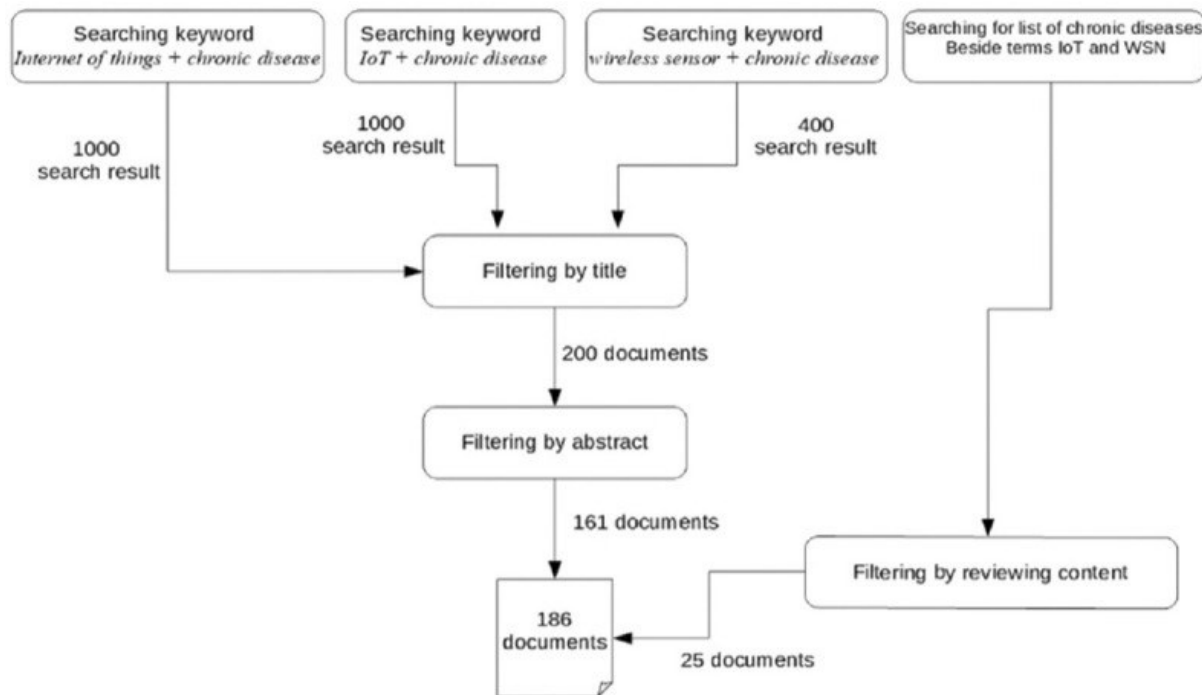 Searching keyword
Internet of things + chronic disease
Searching keyword
IoT + chronic disease
Searching keyword
wireless sensor + chronic disease
Searching for list of chronic diseases
Beside terms IoT and WSN
1000
search result
1000
search result
400
search result
Filtering by title
200 documents
Filtering by abstract
161 documents
Filtering by reviewing content
186
documents
25 documents